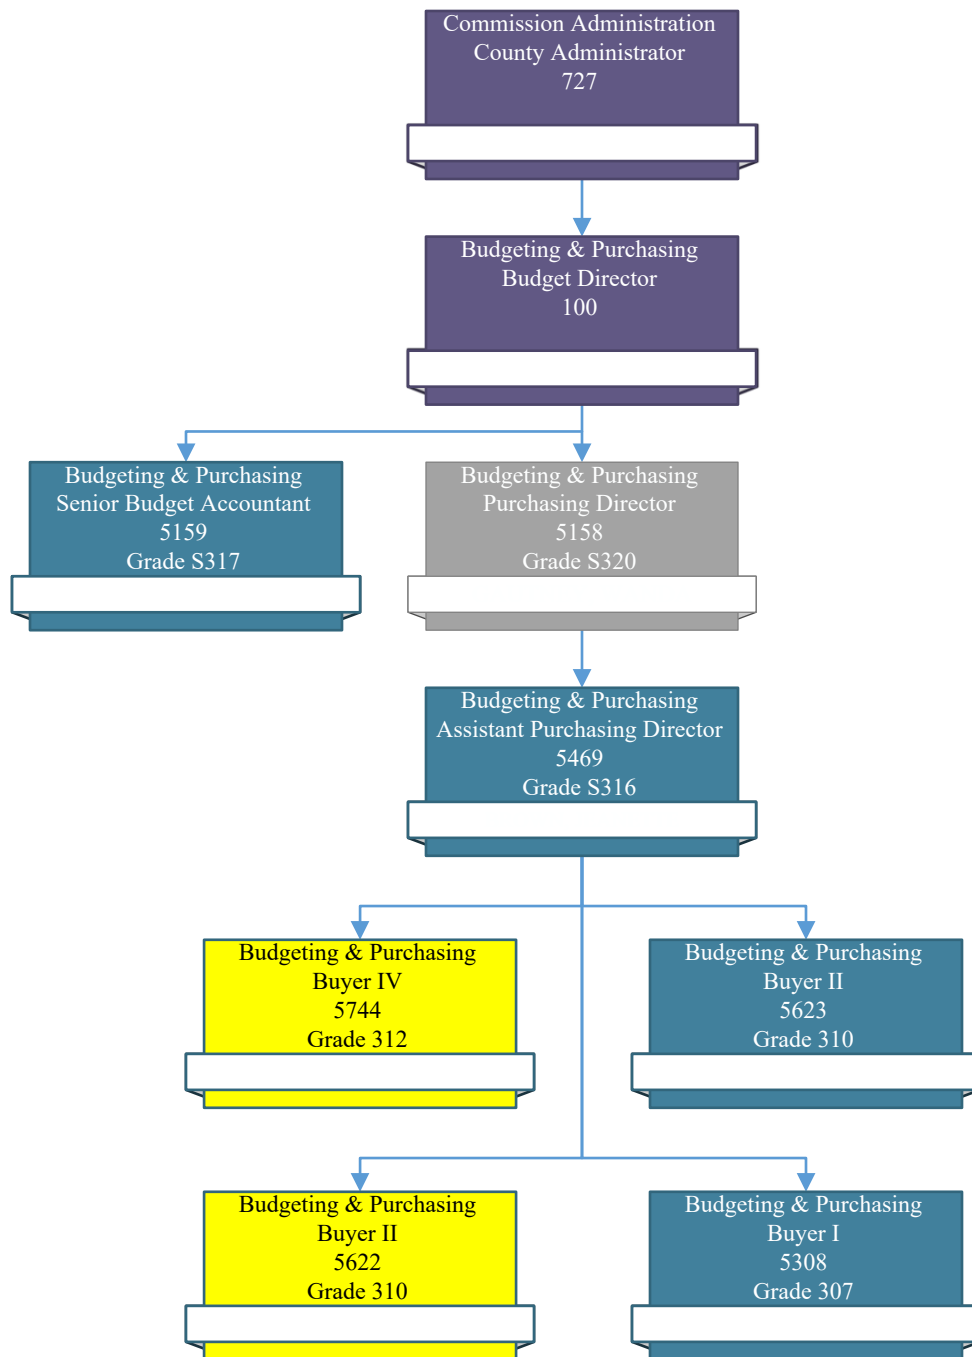 Commission Administration
County Administrator
727
Budgeting & Purchasing
Budget Director
100
Budgeting & Purchasing
Senior Budget Accountant
5159
Grade S317
Budgeting & Purchasing
Purchasing Director
5158
Grade S320
Budgeting & Purchasing
Assistant Purchasing Director
5469
Grade S316
Budgeting & Purchasing
Buyer IV
5744
Grade 312
Budgeting & Purchasing
Buyer II
5623
Grade 310
Budgeting & Purchasing
Buyer II
5622
Grade 310
Budgeting & Purchasing
Buyer I
5308
Grade 307